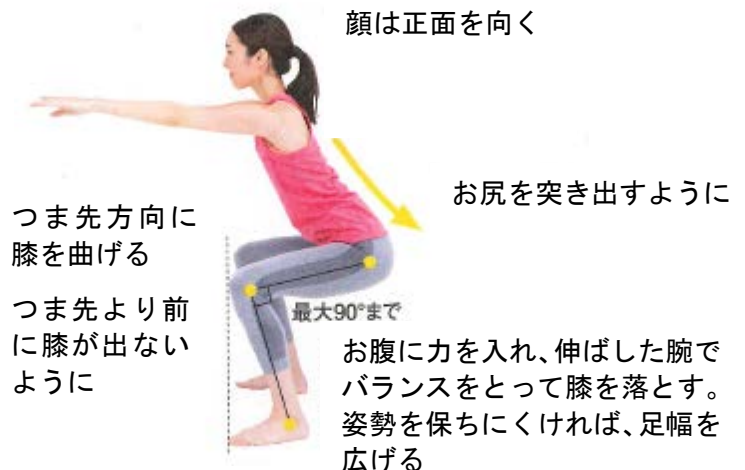 顔は正面を向く
お尻を突き出すように
つま先方向に
膝を曲げる
つま先より前
に膝が出ない
ように
最大90°まで
お腹に力を入れ、伸ばした腕で
バランスをとって膝を落とす。
姿勢を保ちにくければ、足幅を
広げる